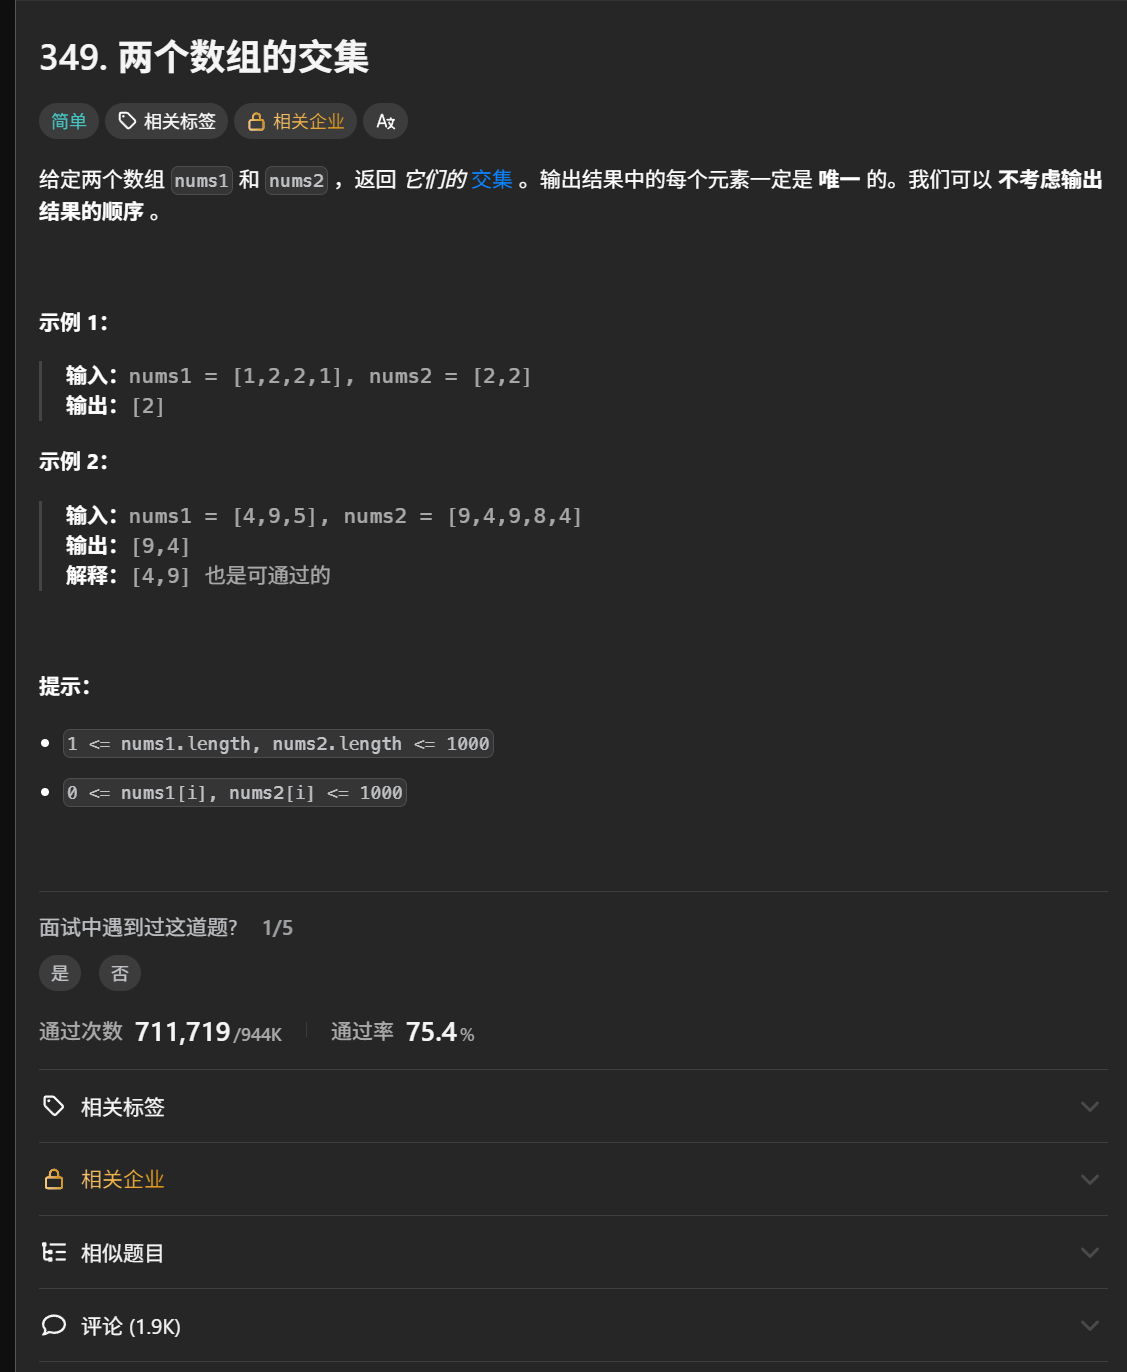 349. 两个数组的交集
简单 相关标签 相关企业 A文
给定两个数组 nums1 和 nums2 ，返回 它们的 交集 。输出结果中的每个元素一定是 唯一 的。我们可以 不考虑输出
结果的顺序 。
示例 1：
输入：nums1 = [1,2,2,1], nums2 = [2,2]
输出：[2]
示例 2：
输入：nums1 = [4,9,5], nums2 = [9,4,9,8,4]
输出：[9,4]
解释：[4,9] 也是可通过的
提示：
1 <= nums1.length, nums2.length <= 1000
0 <= nums1[i], nums2[i] <= 1000
面试中遇到过这道题? 1/5
是 否
通过次数 711,719/944K 通过率 75.4%
相关标签
相关企业
相似题目
评论 (1.9K)